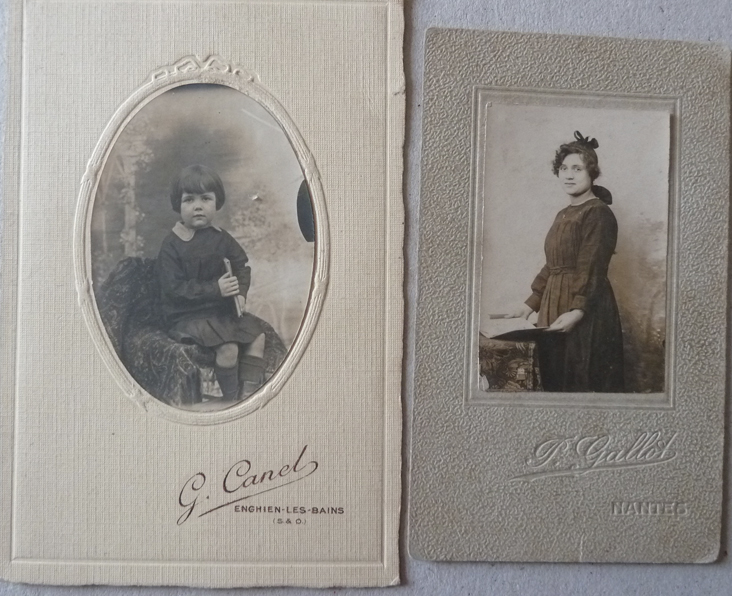 G. Canel
ENGHIEN-LES-BAINS
(S & O.)
P. Gallot
NANTES